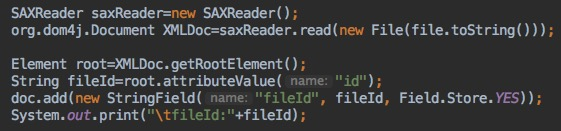 SAXReader saxReader=new SAXReader();
org.dom4j.Document XMLDoc=saxReader.read(new File(file.toString()));
Element root=XMLDoc.getRootElement();
String fileId=root.attributeValue( name: "id");
doc.add(new StringField( name: "fileId", fileId, Field.Store.YES));
System.out.print("\tfileId:"+fileId);